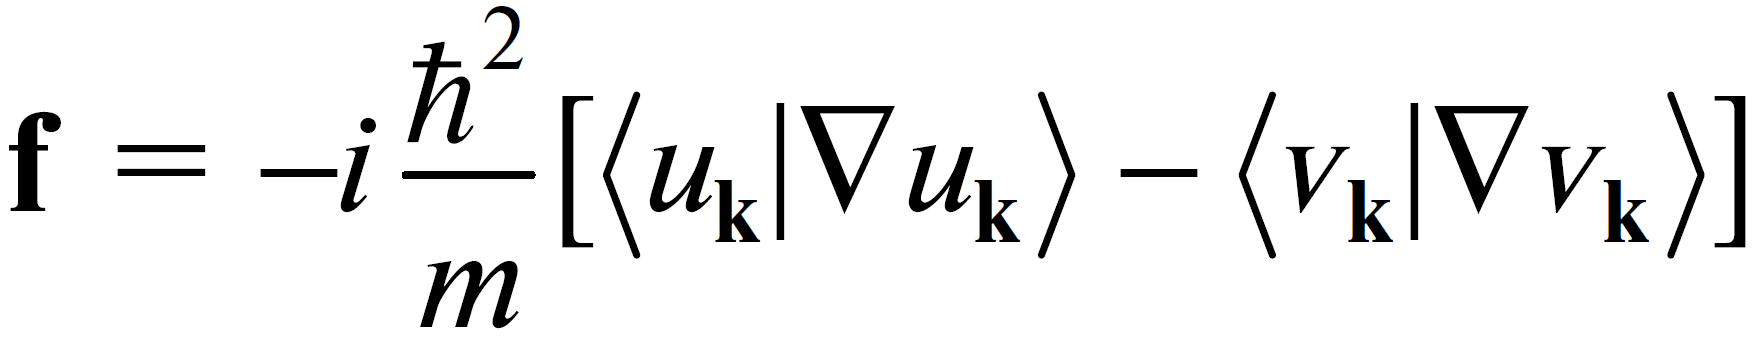 f = −i ħ²/m [⟨u_k|∇u_k⟩ − ⟨v_k|∇v_k⟩]